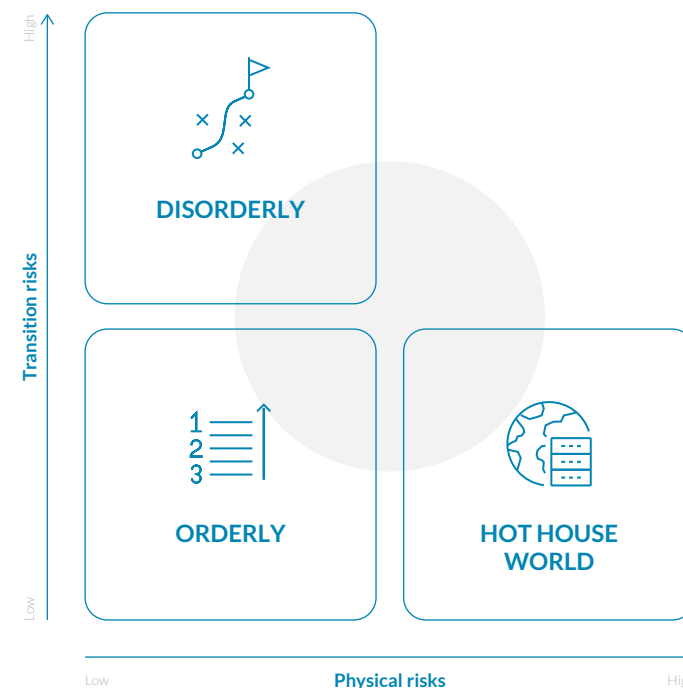 High
DISORDERLY
Transition risks
1
2
3
ORDERLY
HOT HOUSE
WORLD
Low
Low
Physical risks